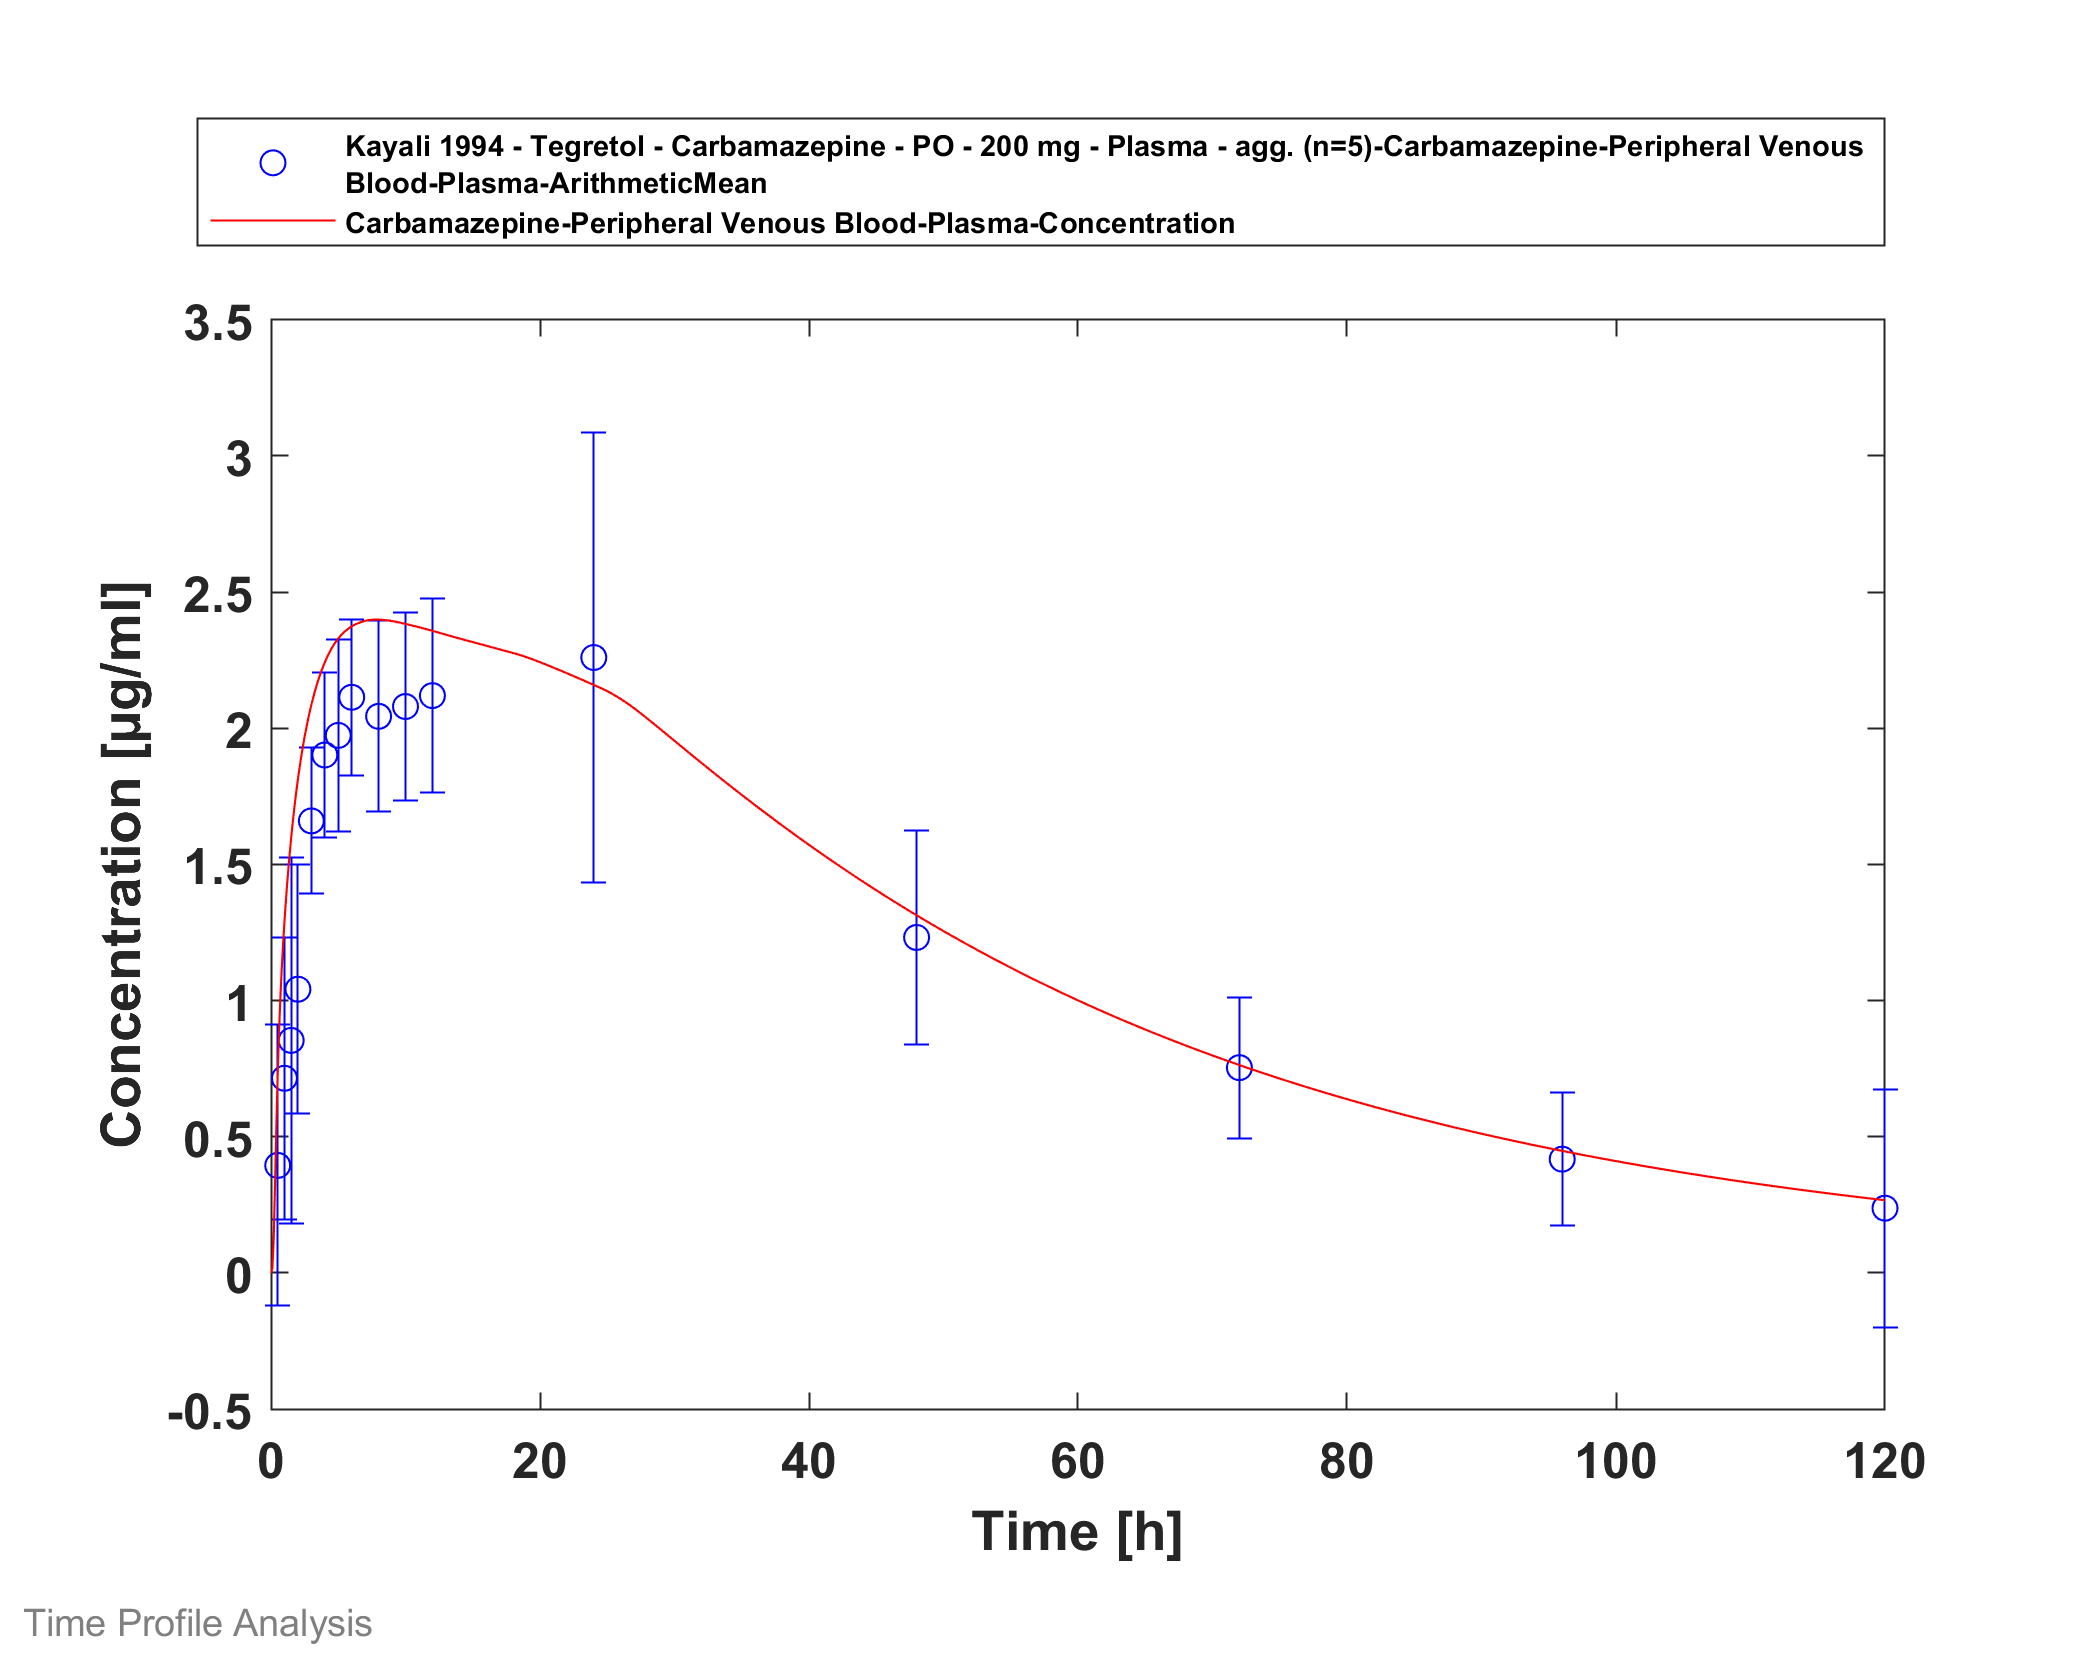 Kayali 1994 - Tegretol - Carbamazepine - PO - 200 mg - Plasma - agg. (n=5)-Carbamazepine-Peripheral Venous
Blood-Plasma-ArithmeticMean
Carbamazepine-Peripheral Venous Blood-Plasma-Concentration
3.5
3
2.5
2
1.5
1
0.5
0
-0.5
Concentration [µg/ml]
0 20 40 60 80 100 120
Time [h]
Time Profile Analysis